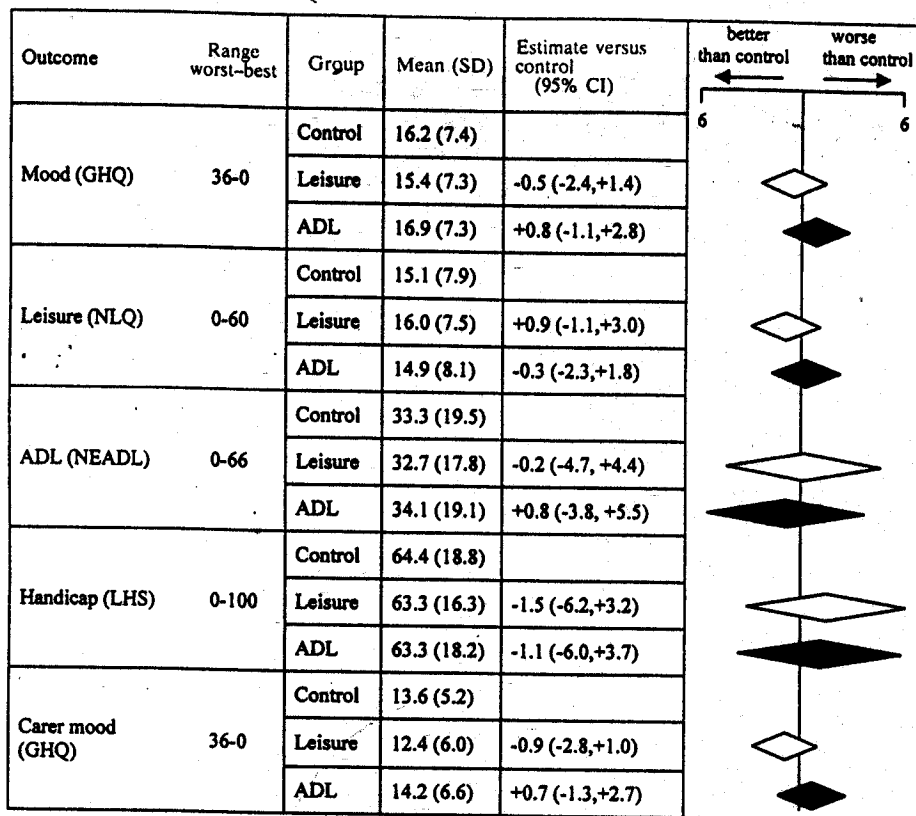 Outcome Range worst–best Group Mean (SD) Estimate versus control (95% CI) better than control worse than control
6 6
Control 16.2 (7.4)
Mood (GHQ) 36-0 Leisure 15.4 (7.3) -0.5 (-2.4,+1.4)
ADL 16.9 (7.3) +0.8 (-1.1,+2.8)
Control 15.1 (7.9)
Leisure (NLQ) 0-60 Leisure 16.0 (7.5) +0.9 (-1.1,+3.0)
ADL 14.9 (8.1) -0.3 (-2.3,+1.8)
Control 33.3 (19.5)
ADL (NEADL) 0-66 Leisure 32.7 (17.8) -0.2 (-4.7, +4.4)
ADL 34.1 (19.1) +0.8 (-3.8, +5.5)
Control 64.4 (18.8)
Handicap (LHS) 0-100 Leisure 63.3 (16.3) -1.5 (-6.2,+3.2)
ADL 63.3 (18.2) -1.1 (-6.0,+3.7)
Control 13.6 (5.2)
Carer mood (GHQ) 36-0 Leisure 12.4 (6.0) -0.9 (-2.8,+1.0)
ADL 14.2 (6.6) +0.7 (-1.3,+2.7)